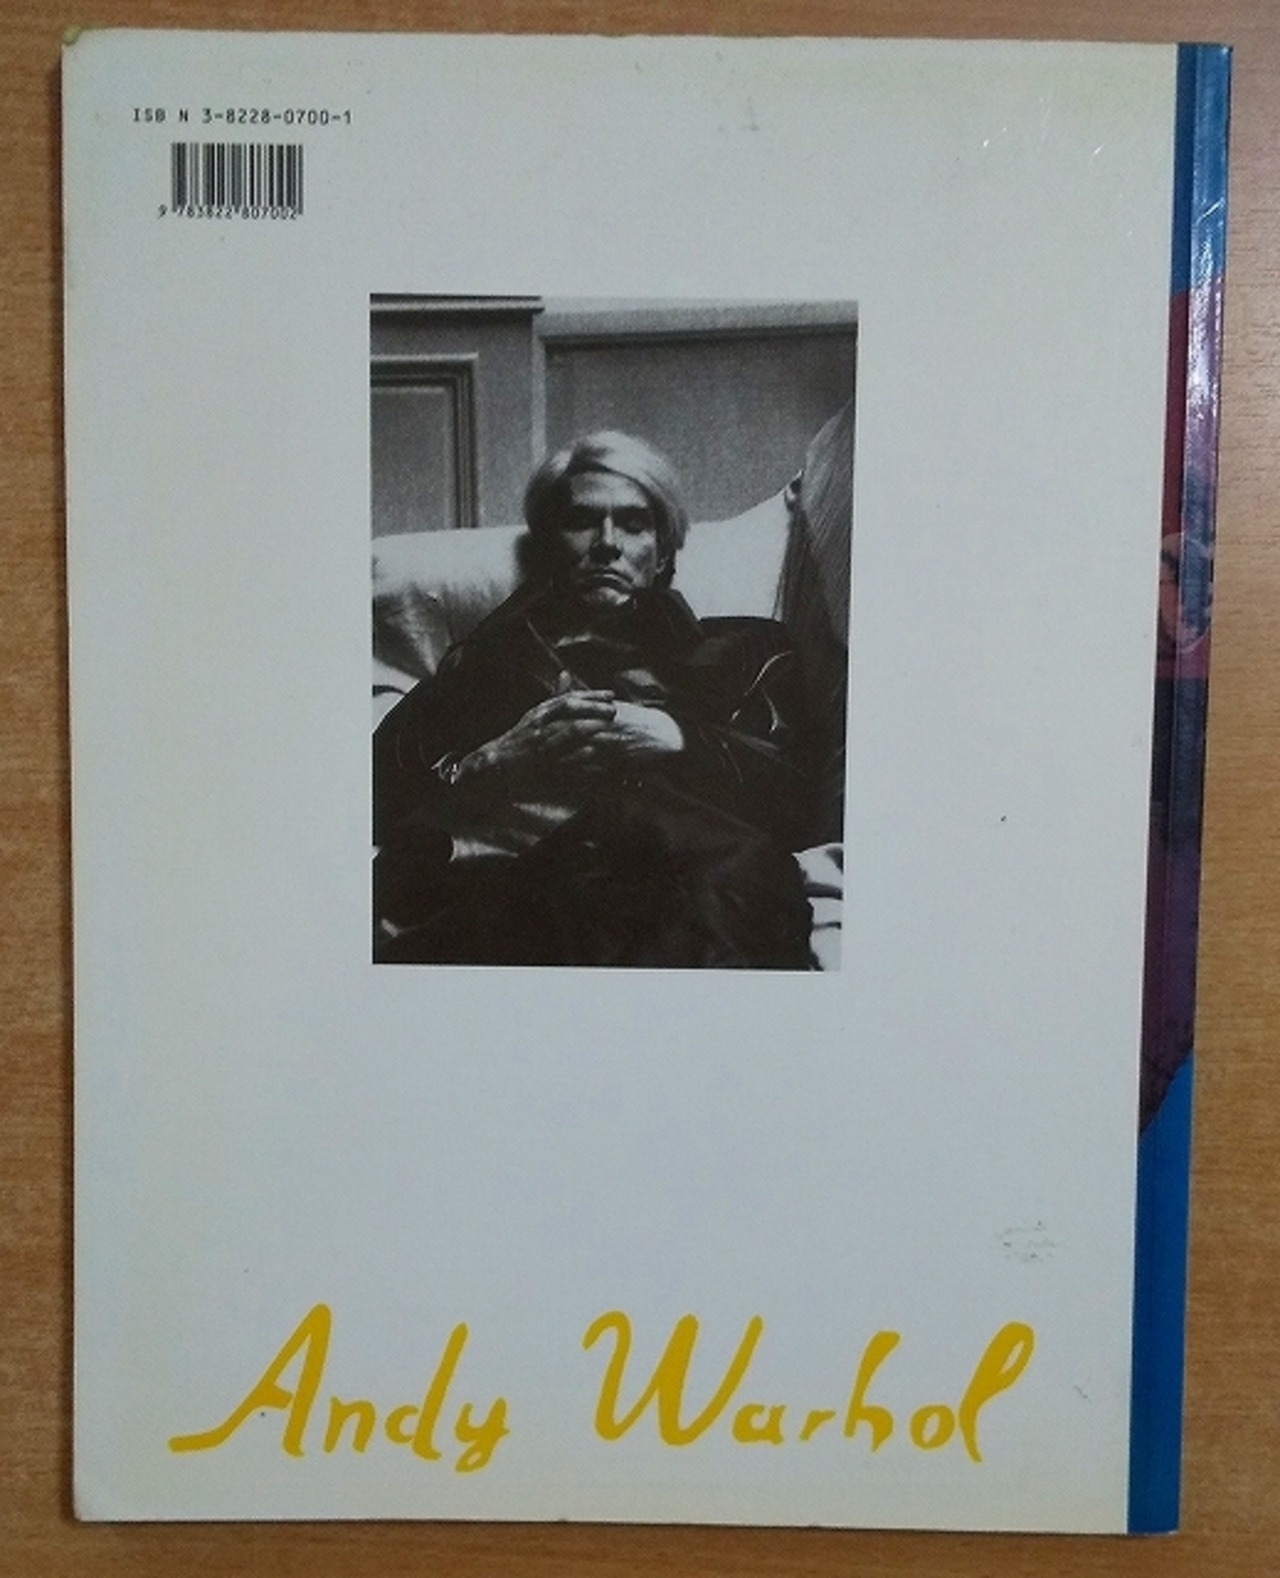 ISB N 3-8228-0700-1
9 783822 807002
Andy Warhol